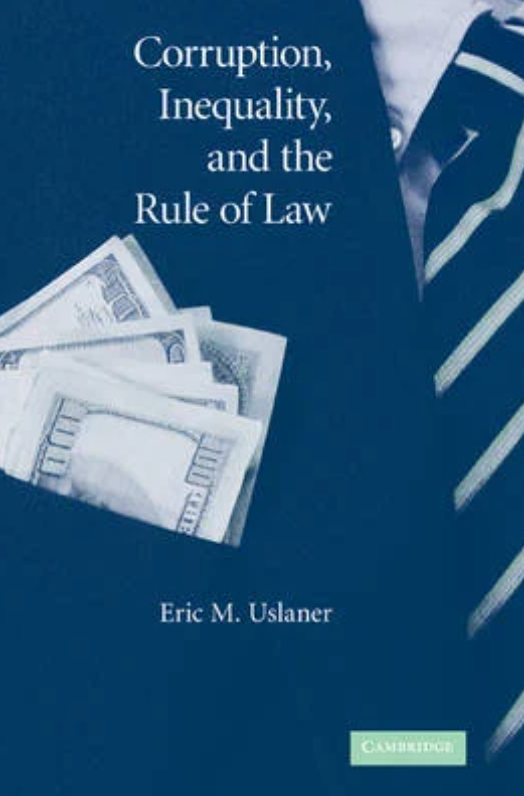 Corruption,
Inequality,
and the
Rule of Law
Eric M. Uslaner
CAMBRIDGE